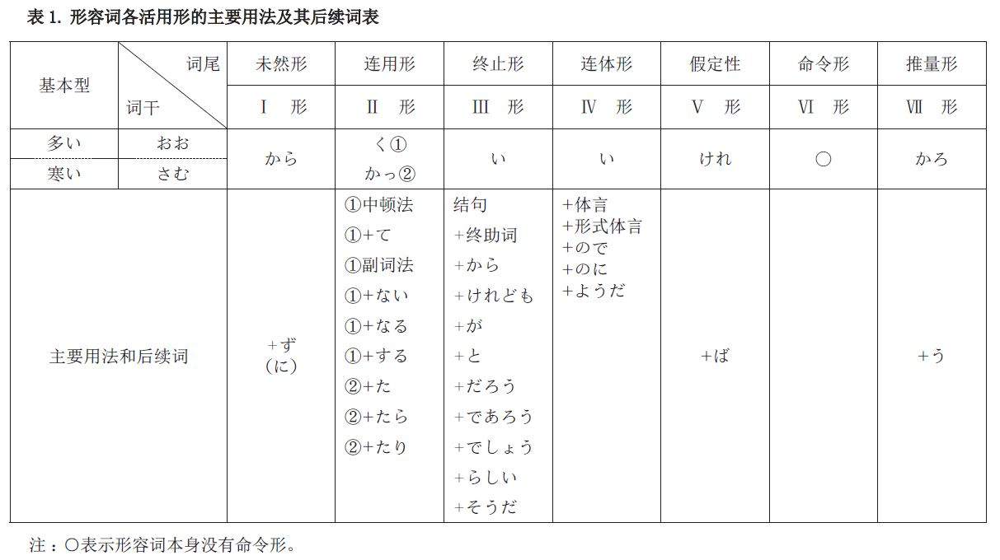 表 1. 形容词各活用形的主要用法及其后续词表
基本型 词尾 词干 未然形 连用形 终止形 连体形 假定性 命令形 推量形
Ⅰ 形 Ⅱ 形 Ⅲ 形 Ⅳ 形 Ⅴ 形 Ⅵ 形 Ⅶ 形
多い おお
寒い さむ
から
く①
かっ②
い
い
けれ
○
かろ
主要用法和后续词
+ず
(に)
①中顿法
①+て
①副词法
①+ない
①+なる
①+する
②+た
②+たら
②+たり
结句
+终助词
+から
+けれども
+が
+と
+だろう
+であろう
+でしょう
+らしい
+そうだ
+体言
+形式体言
+ので
+のに
+ようだ
+ば
+う
注：○表示形容词本身没有命令形。